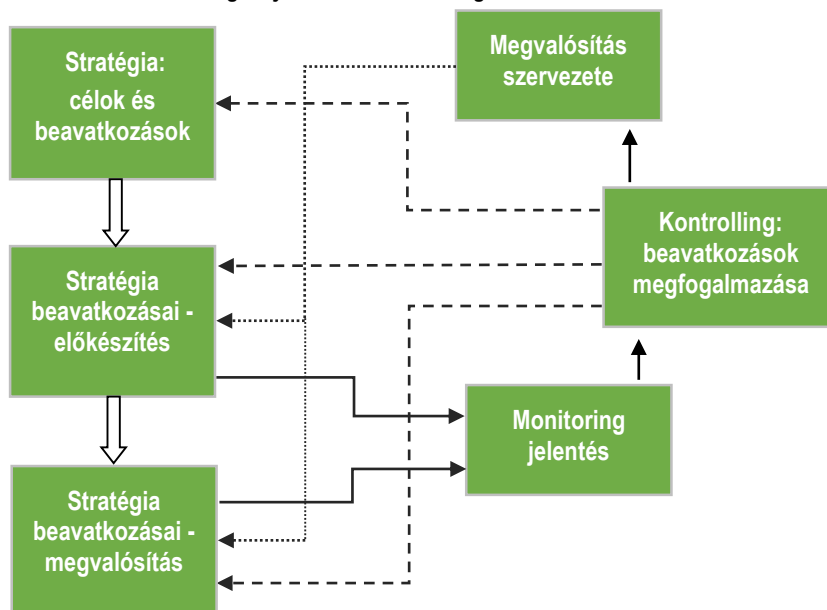 Stratégia:
célok és
beavatkozások
Megvalósítás
szervezete
Kontrolling:
beavatkozások
megfogalmazása
Stratégia
beavatkozásai -
előkészítés
Monitoring
jelentés
Stratégia
beavatkozásai -
megvalósítás